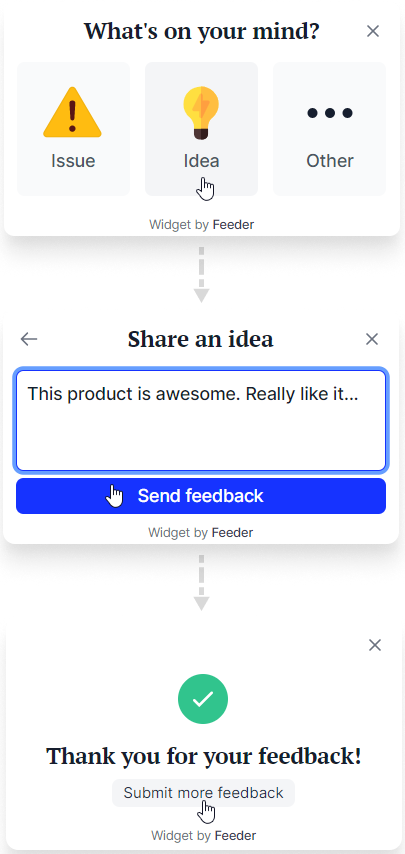 What's on your mind?
Issue
Idea
Other
Widget by Feeder
Share an idea
This product is awesome. Really like it...
Send feedback
Widget by Feeder
Thank you for your feedback!
Submit more feedback
Widget by Feeder